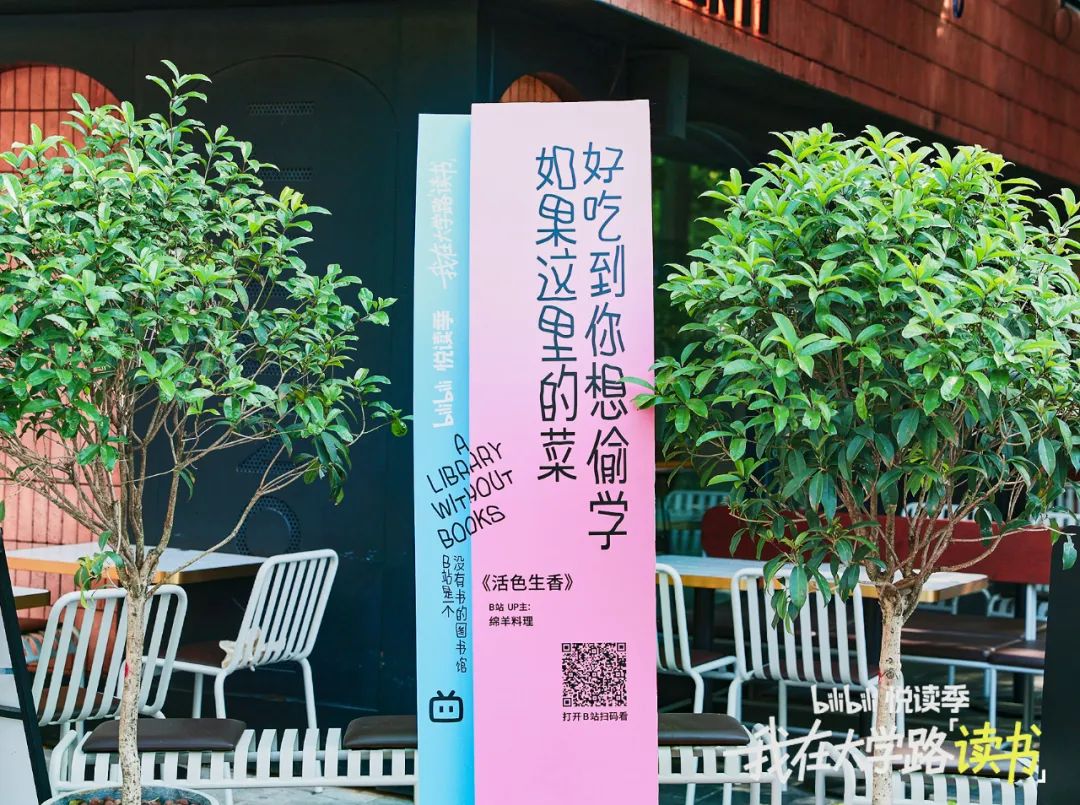 我在大学路读书
bilibili 悦读季
A
LIBRARY
WITHOUT
BOOKS
B站是一个
没有书的图书馆
如果这里的菜
好吃到你想偷学
《活色生香》
B站 UP主:
绵羊料理
打开B站扫码看
bilibili 悦读季
我在大学路「读书」